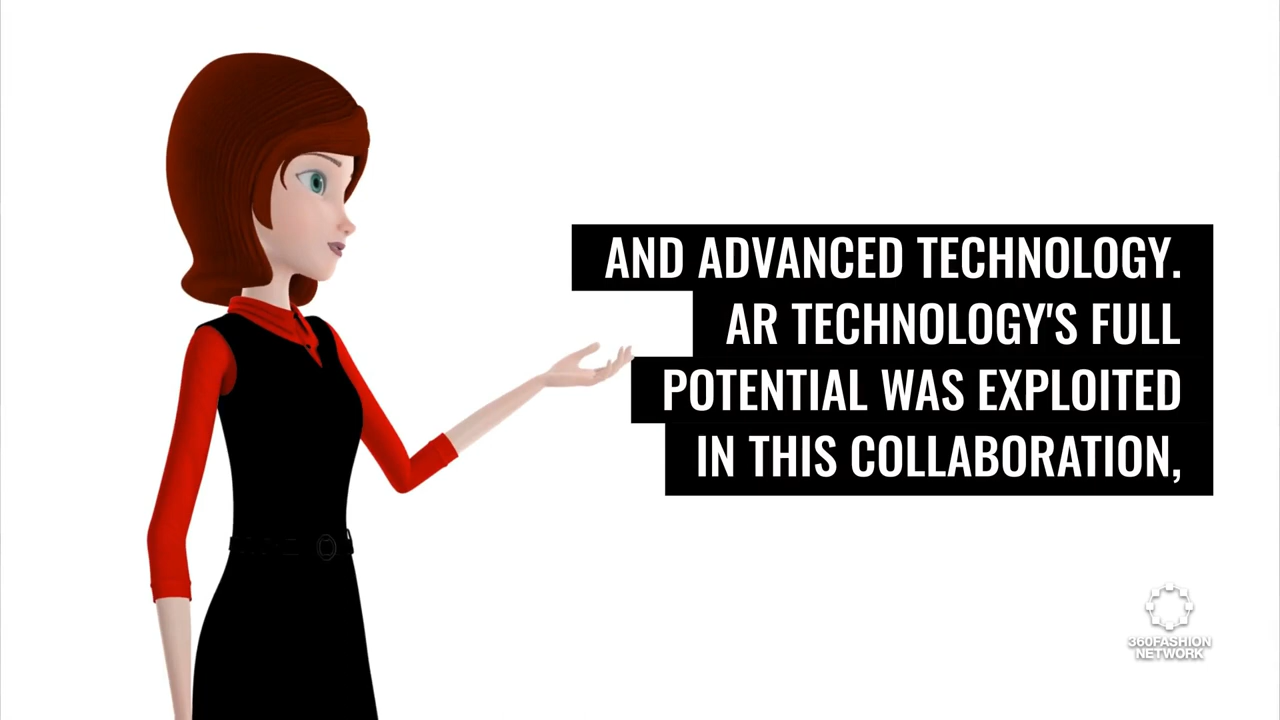 AND ADVANCED TECHNOLOGY.
AR TECHNOLOGY'S FULL
POTENTIAL WAS EXPLOITED
IN THIS COLLABORATION,
360FASHION
NETWORK